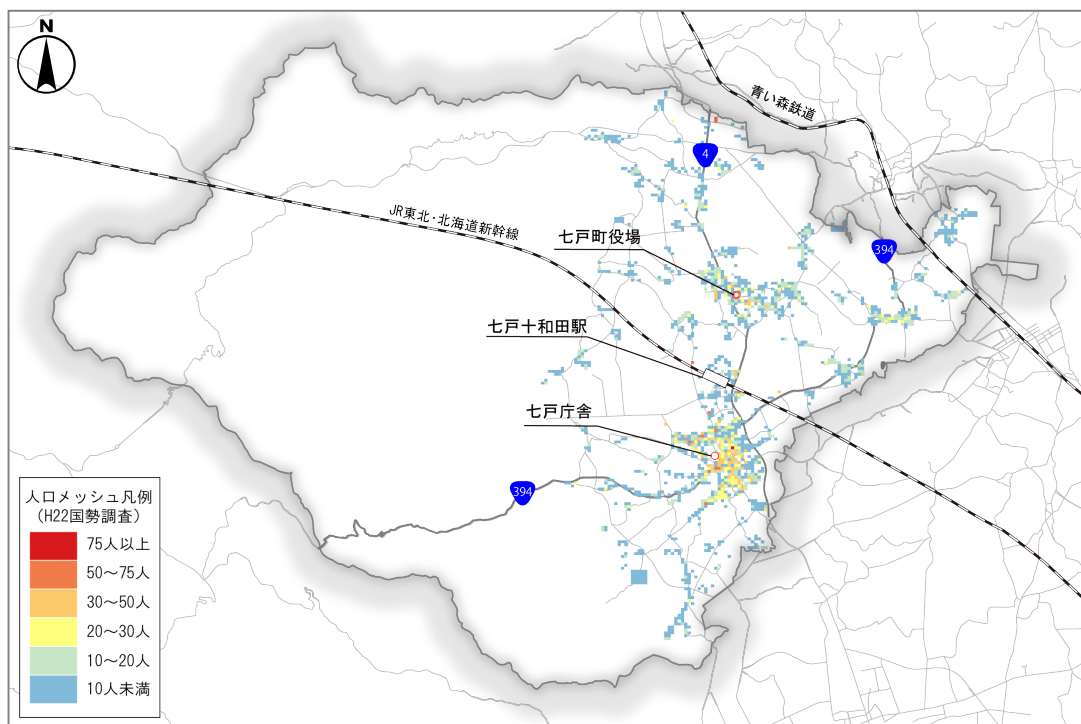 N
青い森鉄道
4
JR東北・北海道新幹線
七戸町役場
394
七戸十和田駅
七戸庁舎
394
人口メッシュ凡例
（H22国勢調査）
75人以上
50～75人
30～50人
20～30人
10～20人
10人未満